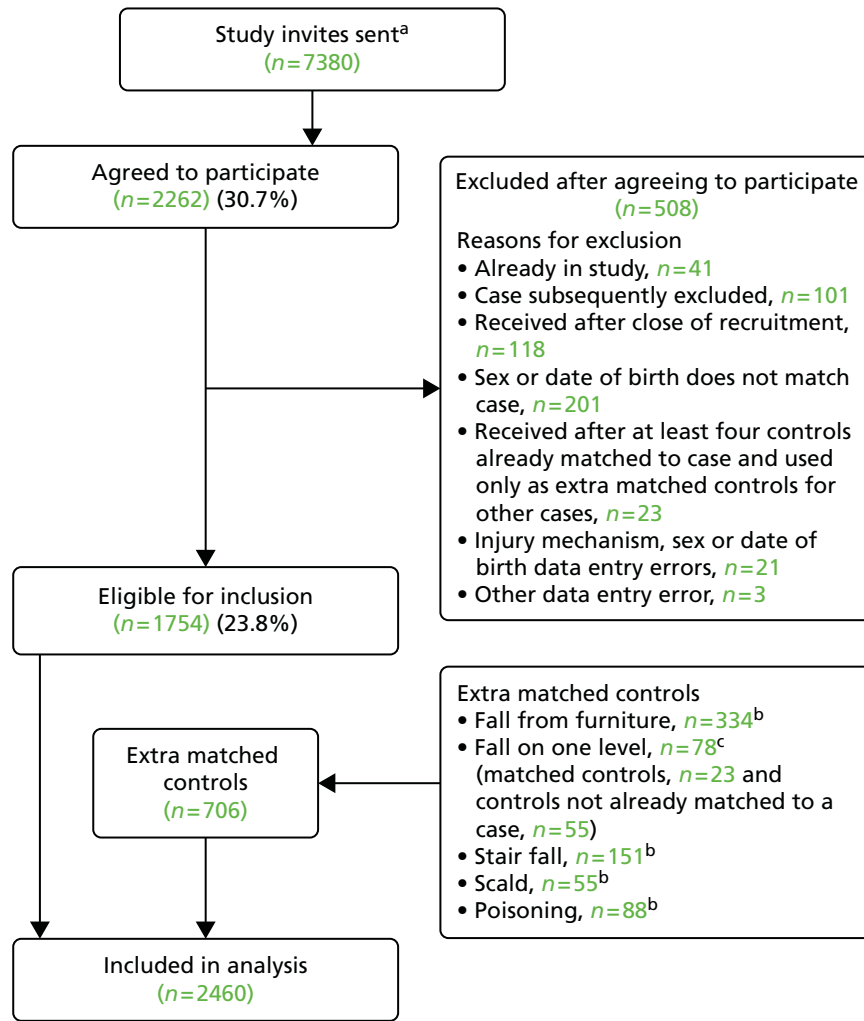 Study invites sentᵃ
(n=7380)
Agreed to participate
(n=2262) (30.7%)
Excluded after agreeing to participate
(n=508)
Reasons for exclusion
• Already in study, n=41
• Case subsequently excluded, n=101
• Received after close of recruitment,
n=118
• Sex or date of birth does not match
case, n=201
• Received after at least four controls
already matched to case and used
only as extra matched controls for
other cases, n=23
• Injury mechanism, sex or date of
birth data entry errors, n=21
• Other data entry error, n=3
Eligible for inclusion
(n=1754) (23.8%)
Extra matched controls
• Fall from furniture, n=334ᵇ
• Fall on one level, n=78ᶜ
(matched controls, n=23 and
controls not already matched to a
case, n=55)
• Stair fall, n=151ᵇ
• Scald, n=55ᵇ
• Poisoning, n=88ᵇ
Extra matched
controls
(n=706)
Included in analysis
(n=2460)